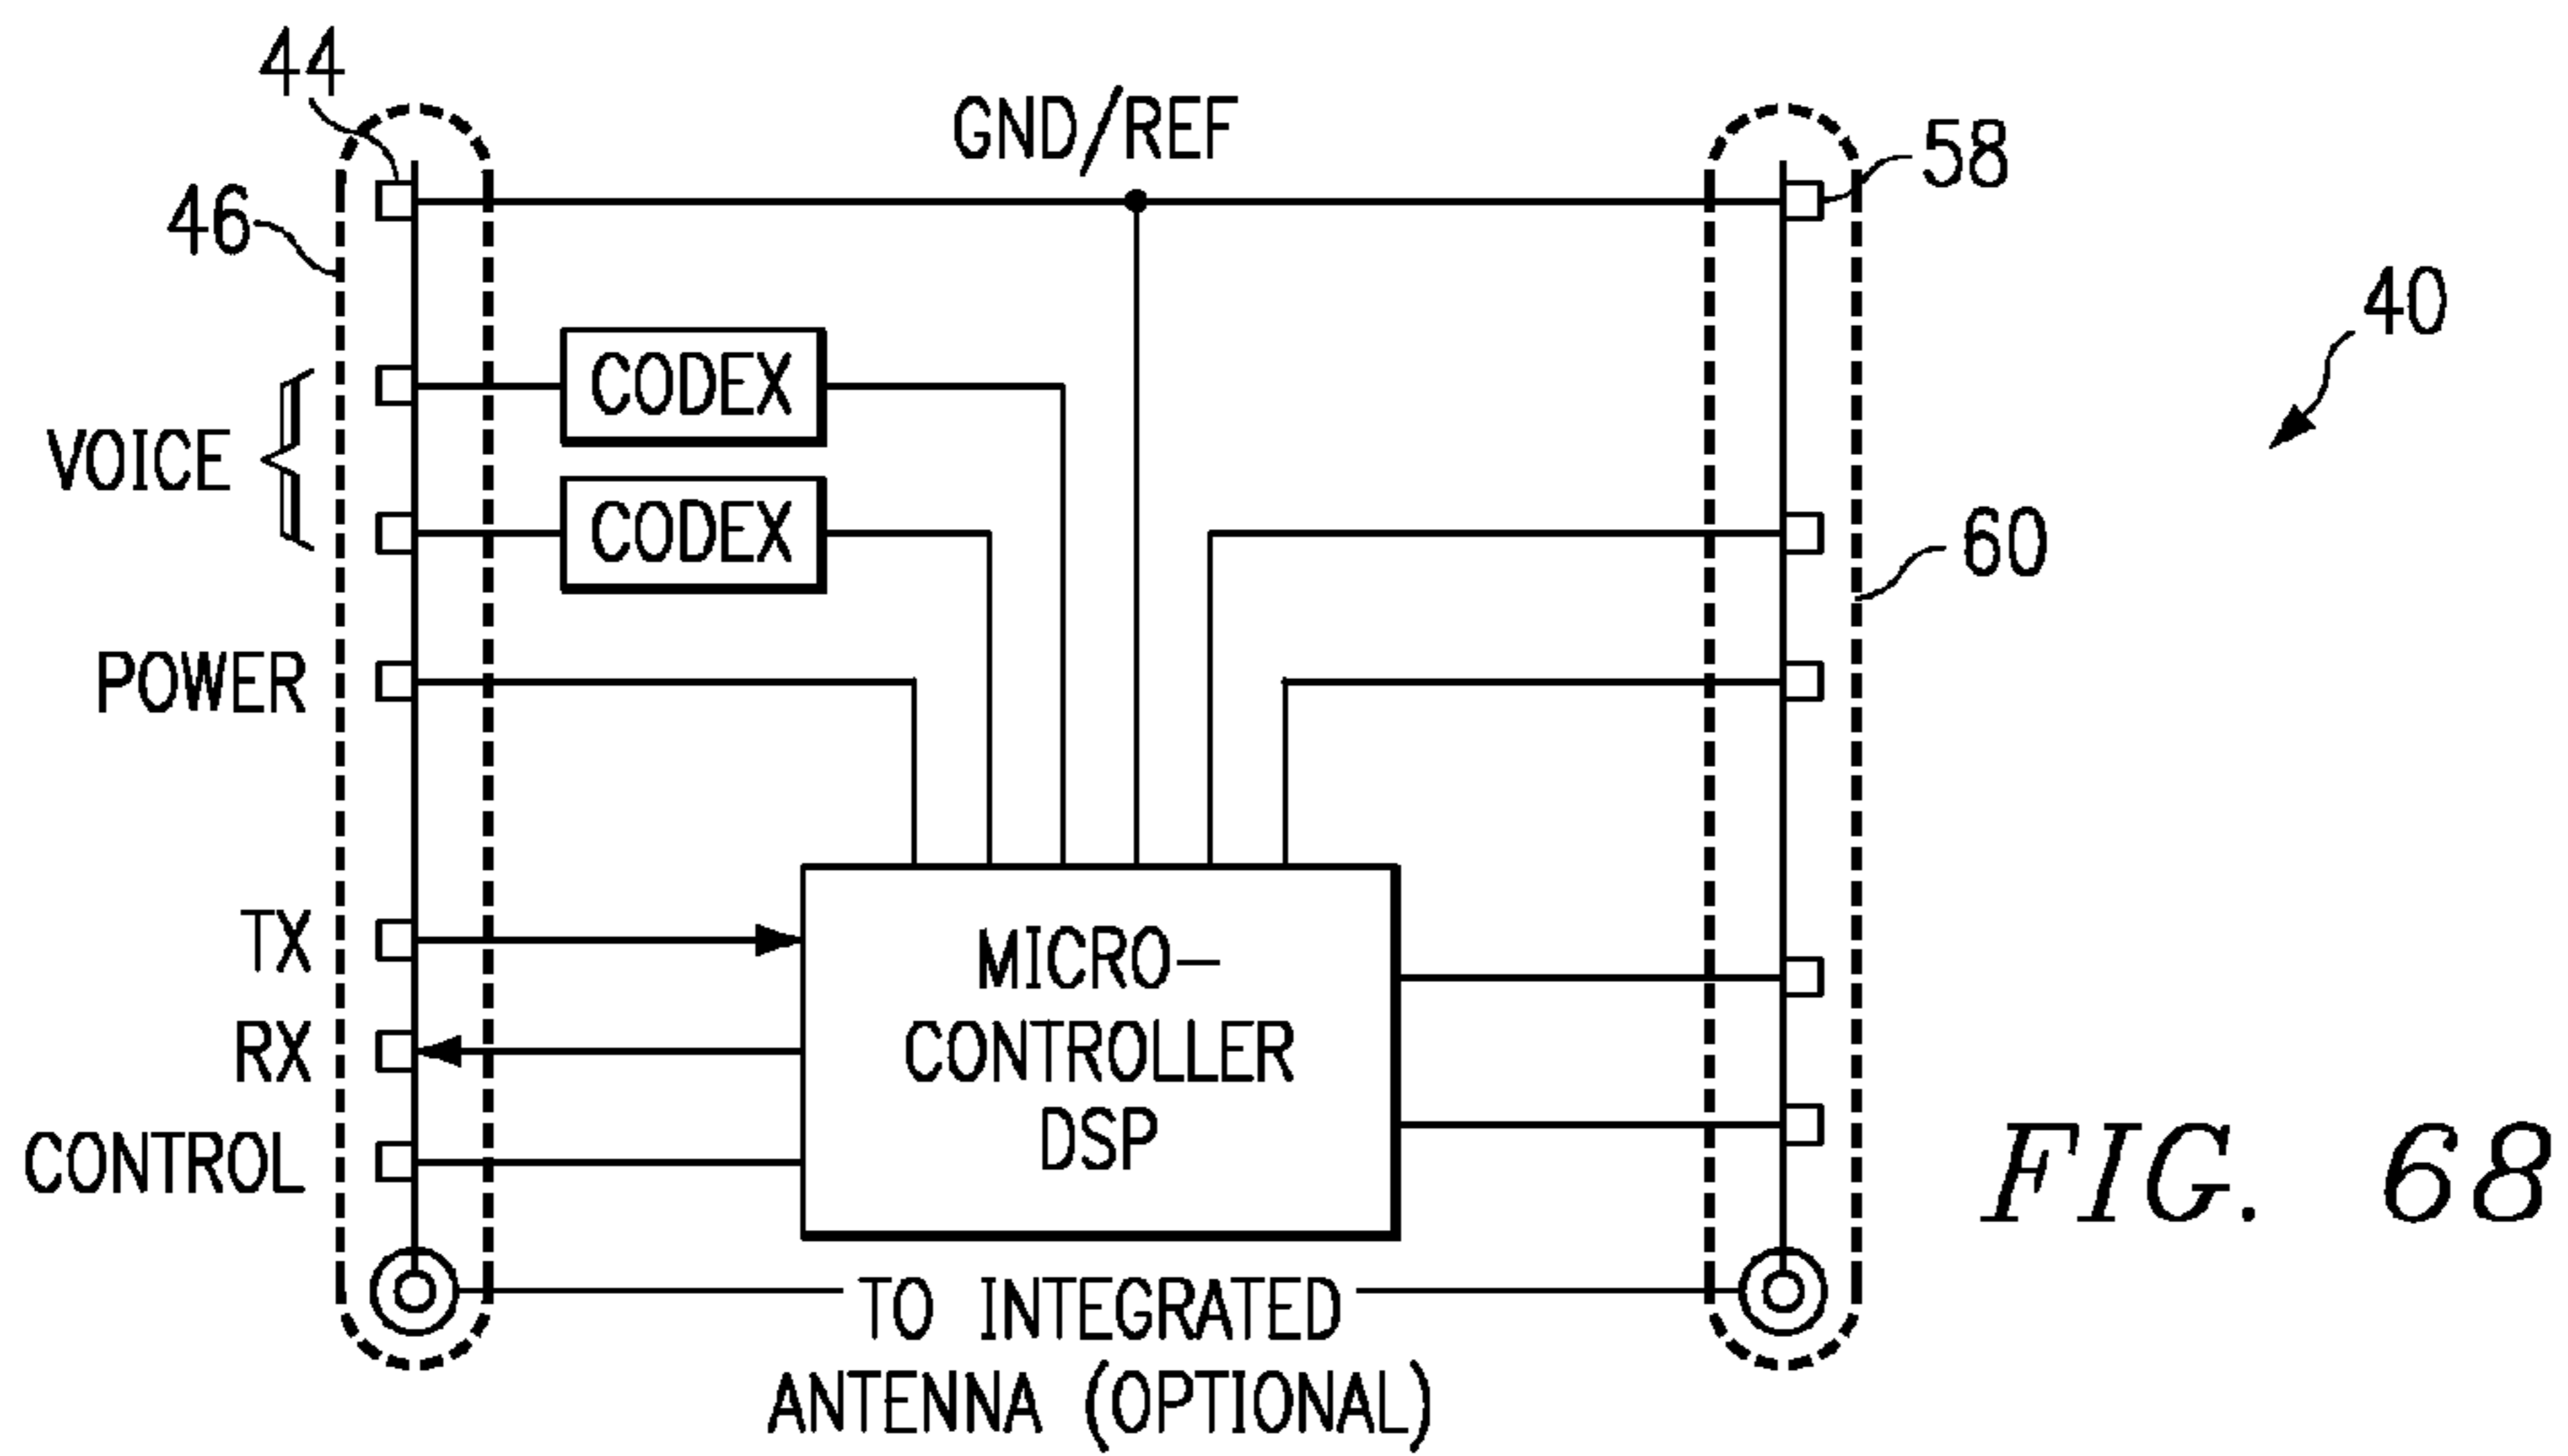 44
GND/REF
58
46
40
CODEX
VOICE
CODEX
60
POWER
TX
MICRO-
RX
CONTROLLER
CONTROL
DSP
FIG. 68
TO INTEGRATED
ANTENNA (OPTIONAL)